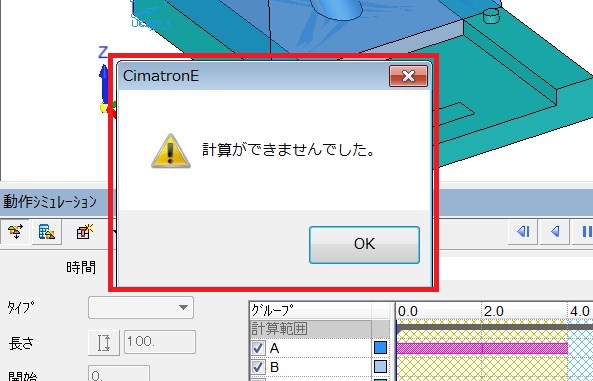 Z
CimatronE
計算ができませんでした。
OK
動作ｼﾐｭﾚｰｼｮﾝ
時間
ﾀｲﾌﾟ
長さ
100.
開始
0.
ｸﾞﾙｰﾌﾟ
0.0
2.0
4.0
計算範囲
A
B